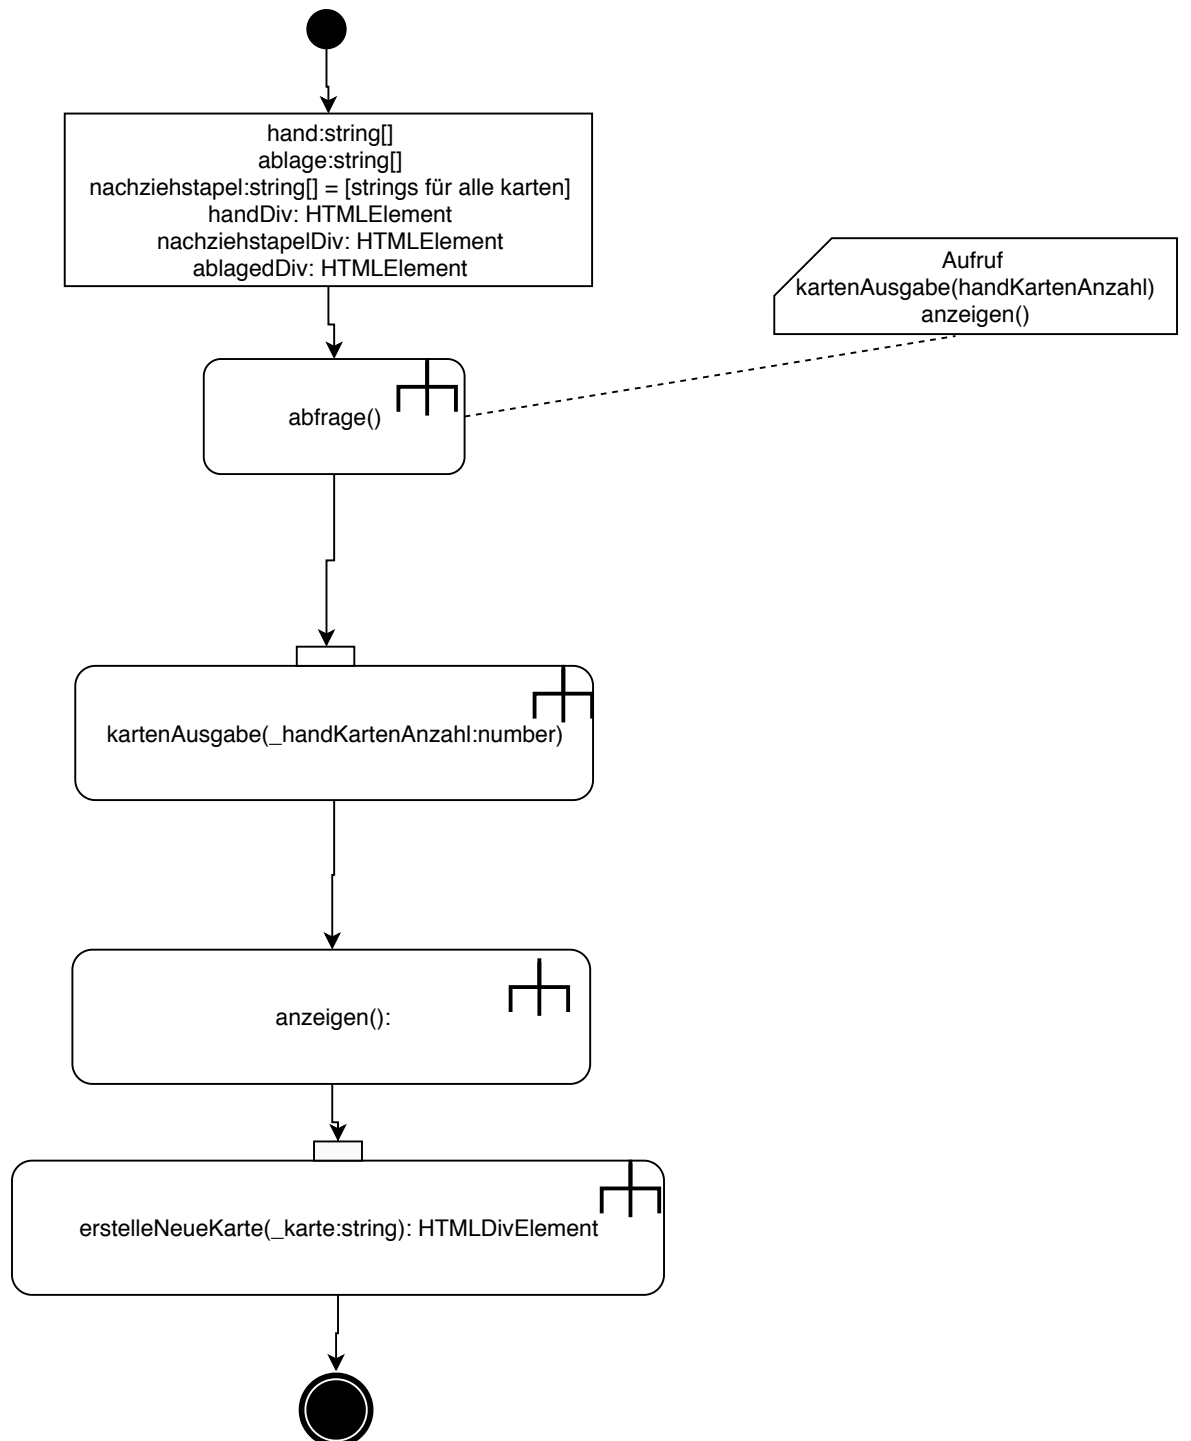 hand:string[]
ablage:string[]
nachziehstapel:string[] = [strings für alle karten]
handDiv: HTMLElement
nachziehstapelDiv: HTMLElement
ablagedDiv: HTMLElement
Aufruf
kartenAusgabe(handKartenAnzahl)
anzeigen()
abfrage()
kartenAusgabe(_handKartenAnzahl:number)
anzeigen():
erstelleNeueKarte(_karte:string): HTMLDivElement